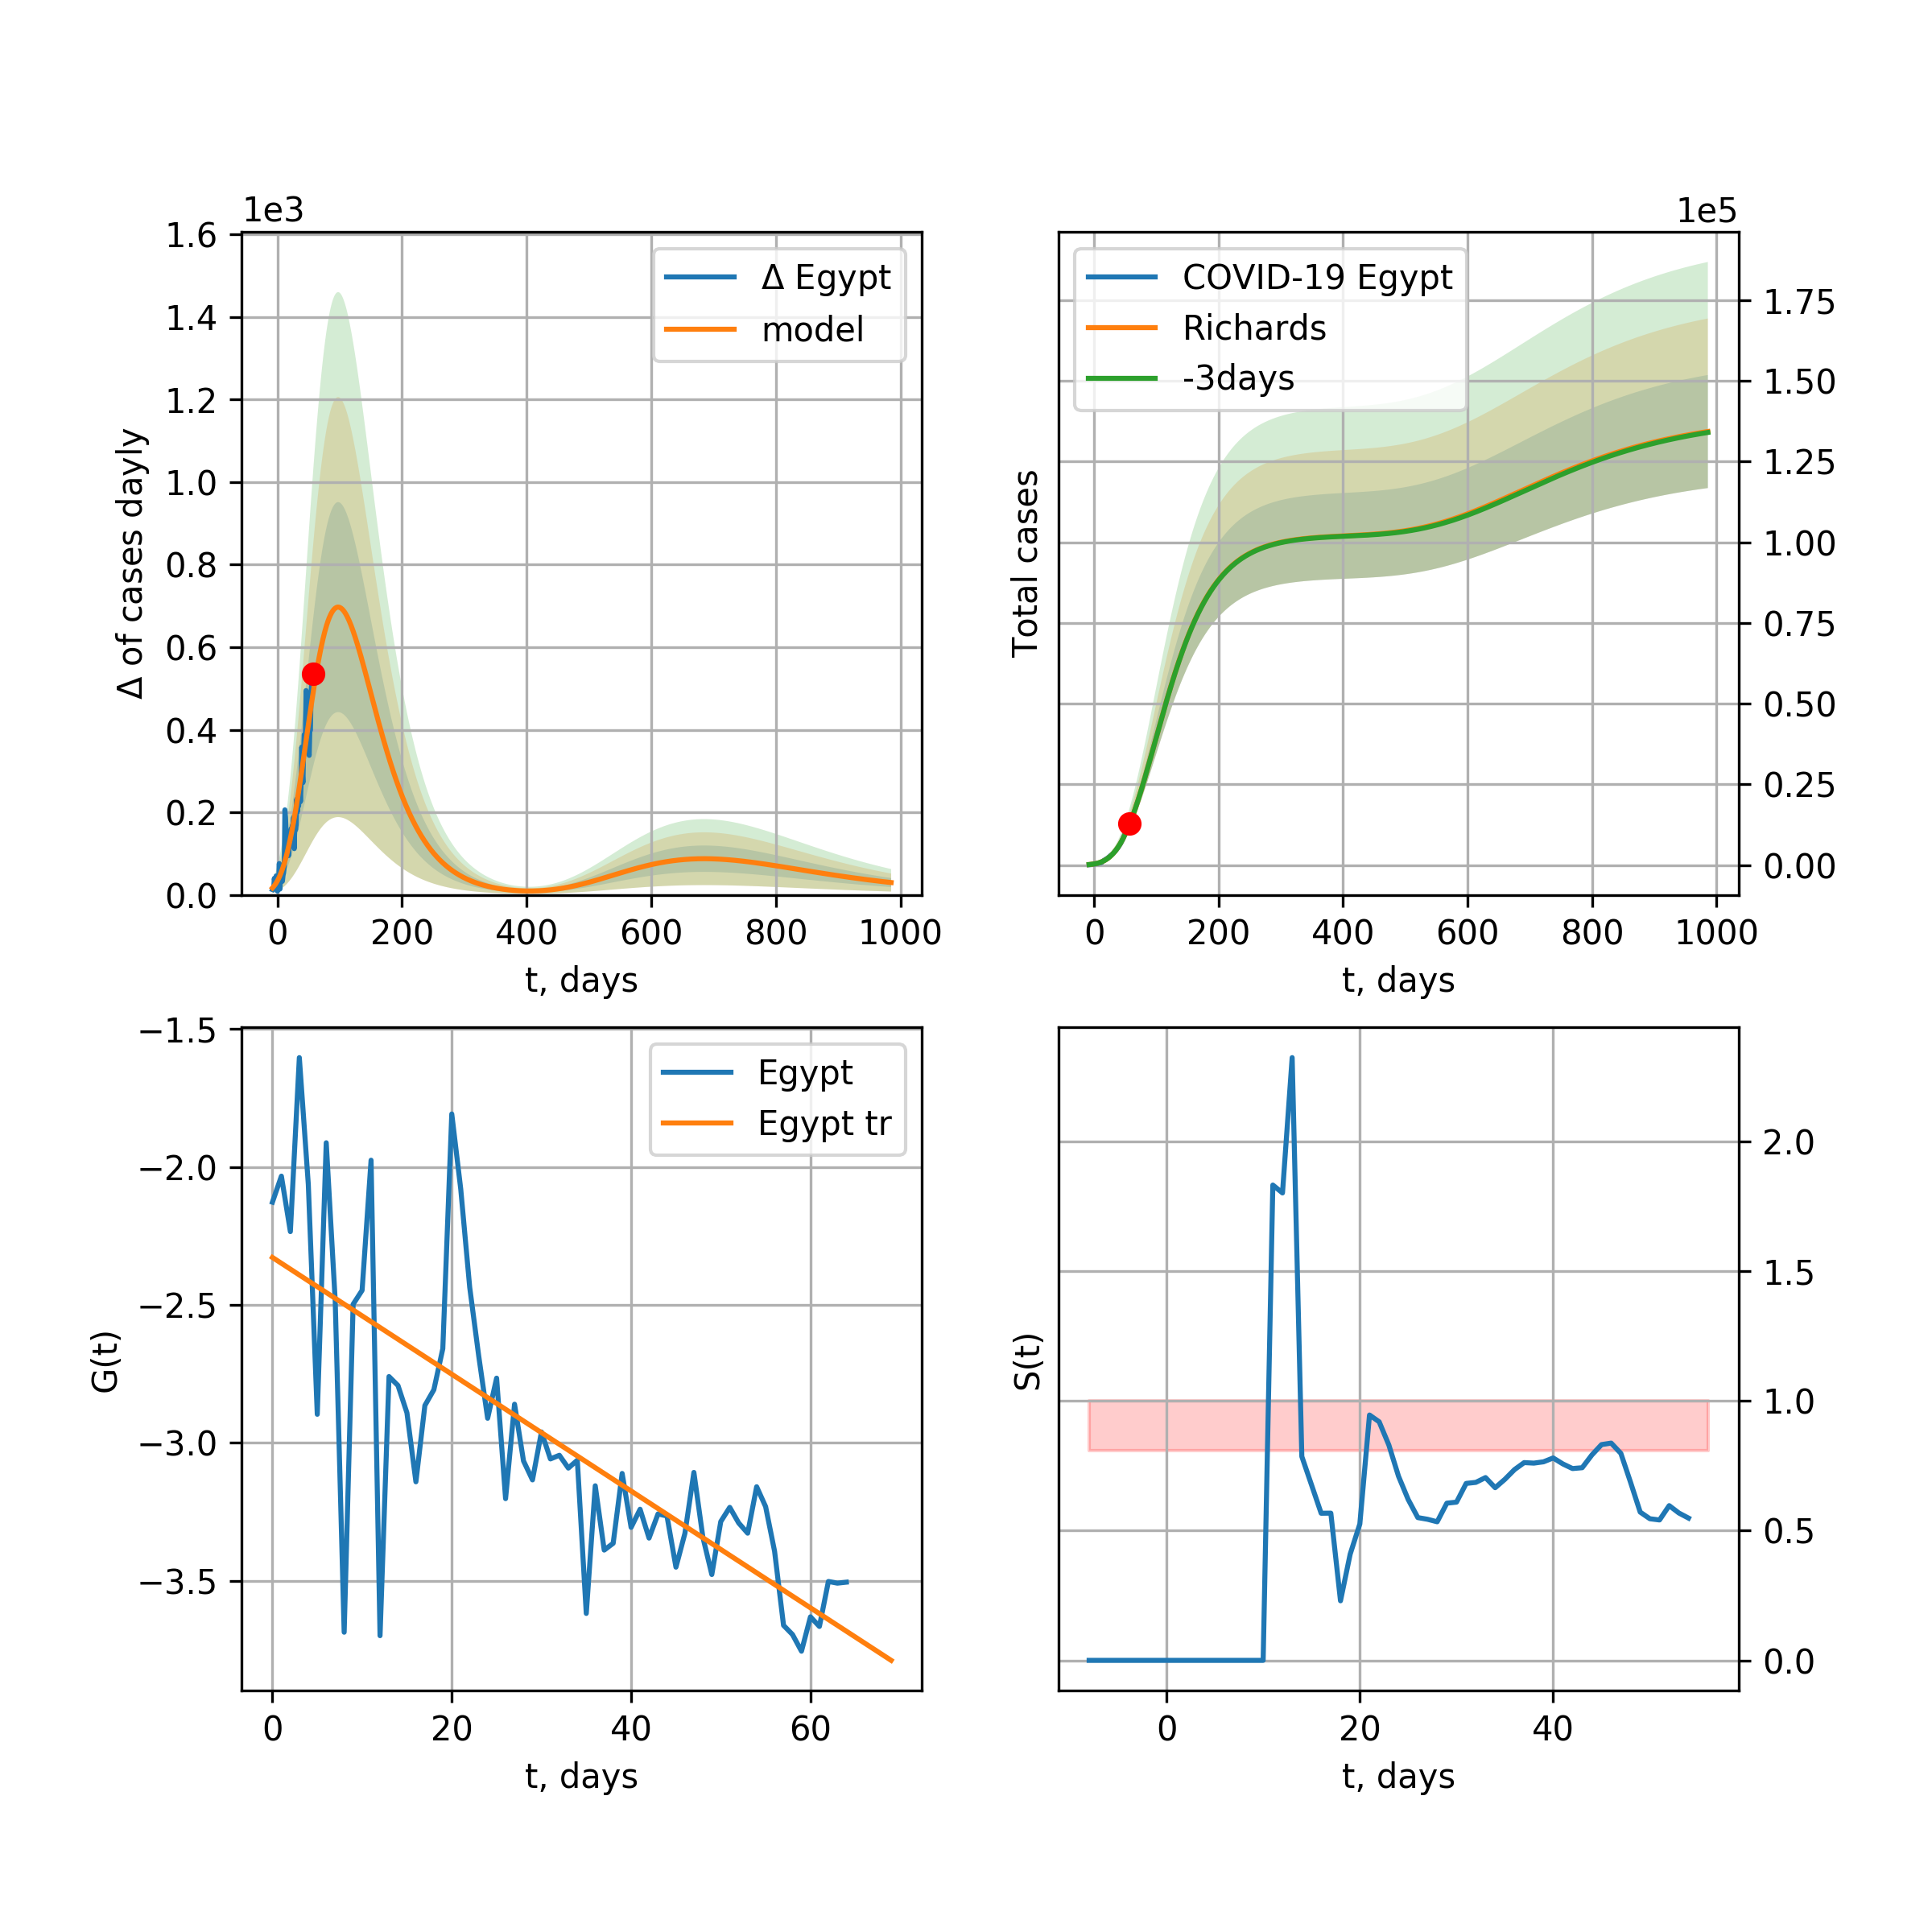 1e3
1.6
1.4
1.2
1.0
0.8
0.6
0.4
0.2
0.0
Δ of cases dayly
Δ Egypt
model
0 200 400 600 800 1000
t, days
1e5
COVID-19 Egypt
Richards
-3days
Total cases
1.75
1.50
1.25
1.00
0.75
0.50
0.25
0.00
0 200 400 600 800 1000
t, days
−1.5
−2.0
−2.5
−3.0
−3.5
G(t)
Egypt
Egypt tr
0 20 40 60
t, days
S(t)
2.0
1.5
1.0
0.5
0.0
0 20 40
t, days